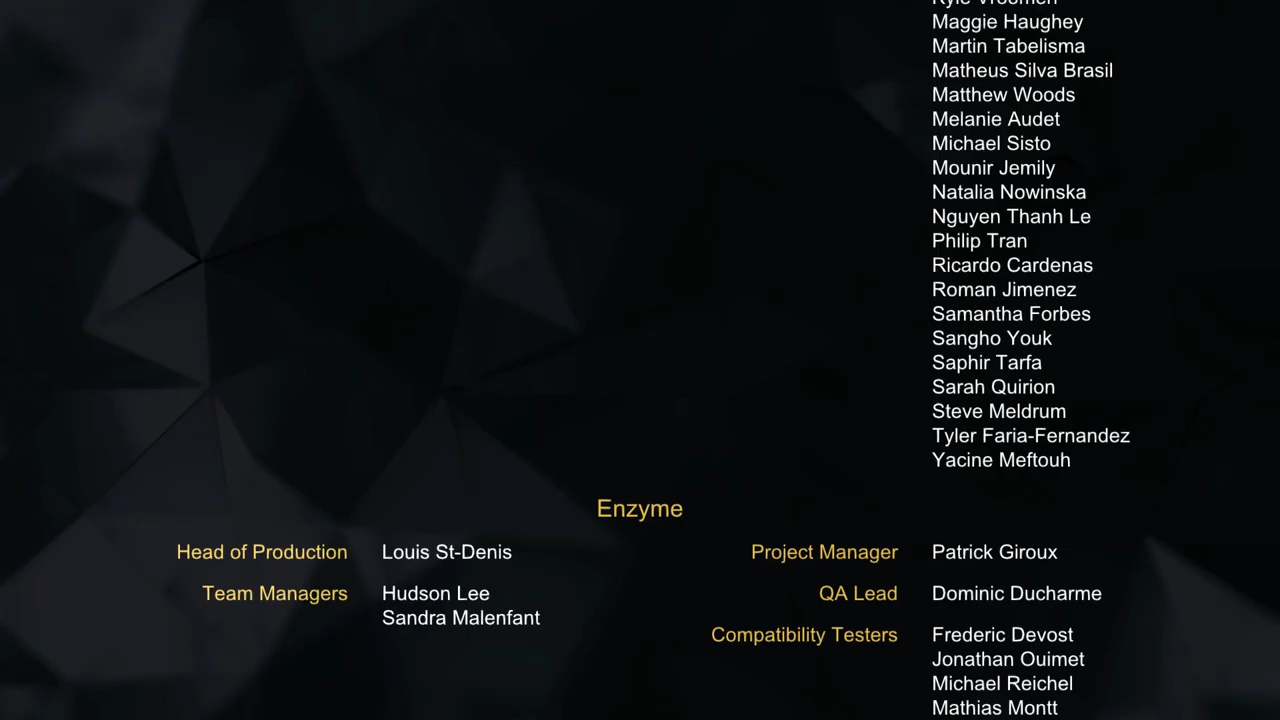 Kyle Vroomen
Maggie Haughey
Martin Tabelisma
Matheus Silva Brasil
Matthew Woods
Melanie Audet
Michael Sisto
Mounir Jemily
Natalia Nowinska
Nguyen Thanh Le
Philip Tran
Ricardo Cardenas
Roman Jimenez
Samantha Forbes
Sangho Youk
Saphir Tarfa
Sarah Quirion
Steve Meldrum
Tyler Faria-Fernandez
Yacine Meftouh
Enzyme
Head of Production Louis St-Denis
Team Managers Hudson Lee
Sandra Malenfant
Project Manager Patrick Giroux
QA Lead Dominic Ducharme
Compatibility Testers Frederic Devost
Jonathan Ouimet
Michael Reichel
Mathias Montt